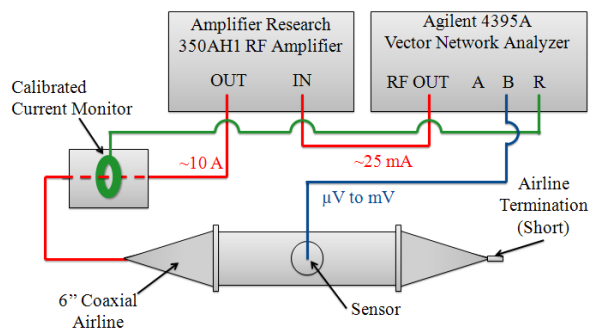 Amplifier Research
350AH1 RF Amplifier
OUT IN
Agilent 4395A
Vector Network Analyzer
RF OUT A B R
Calibrated
Current Monitor
~10 A
~25 mA
µV to mV
Airline
Termination
(Short)
6” Coaxial
Airline
Sensor